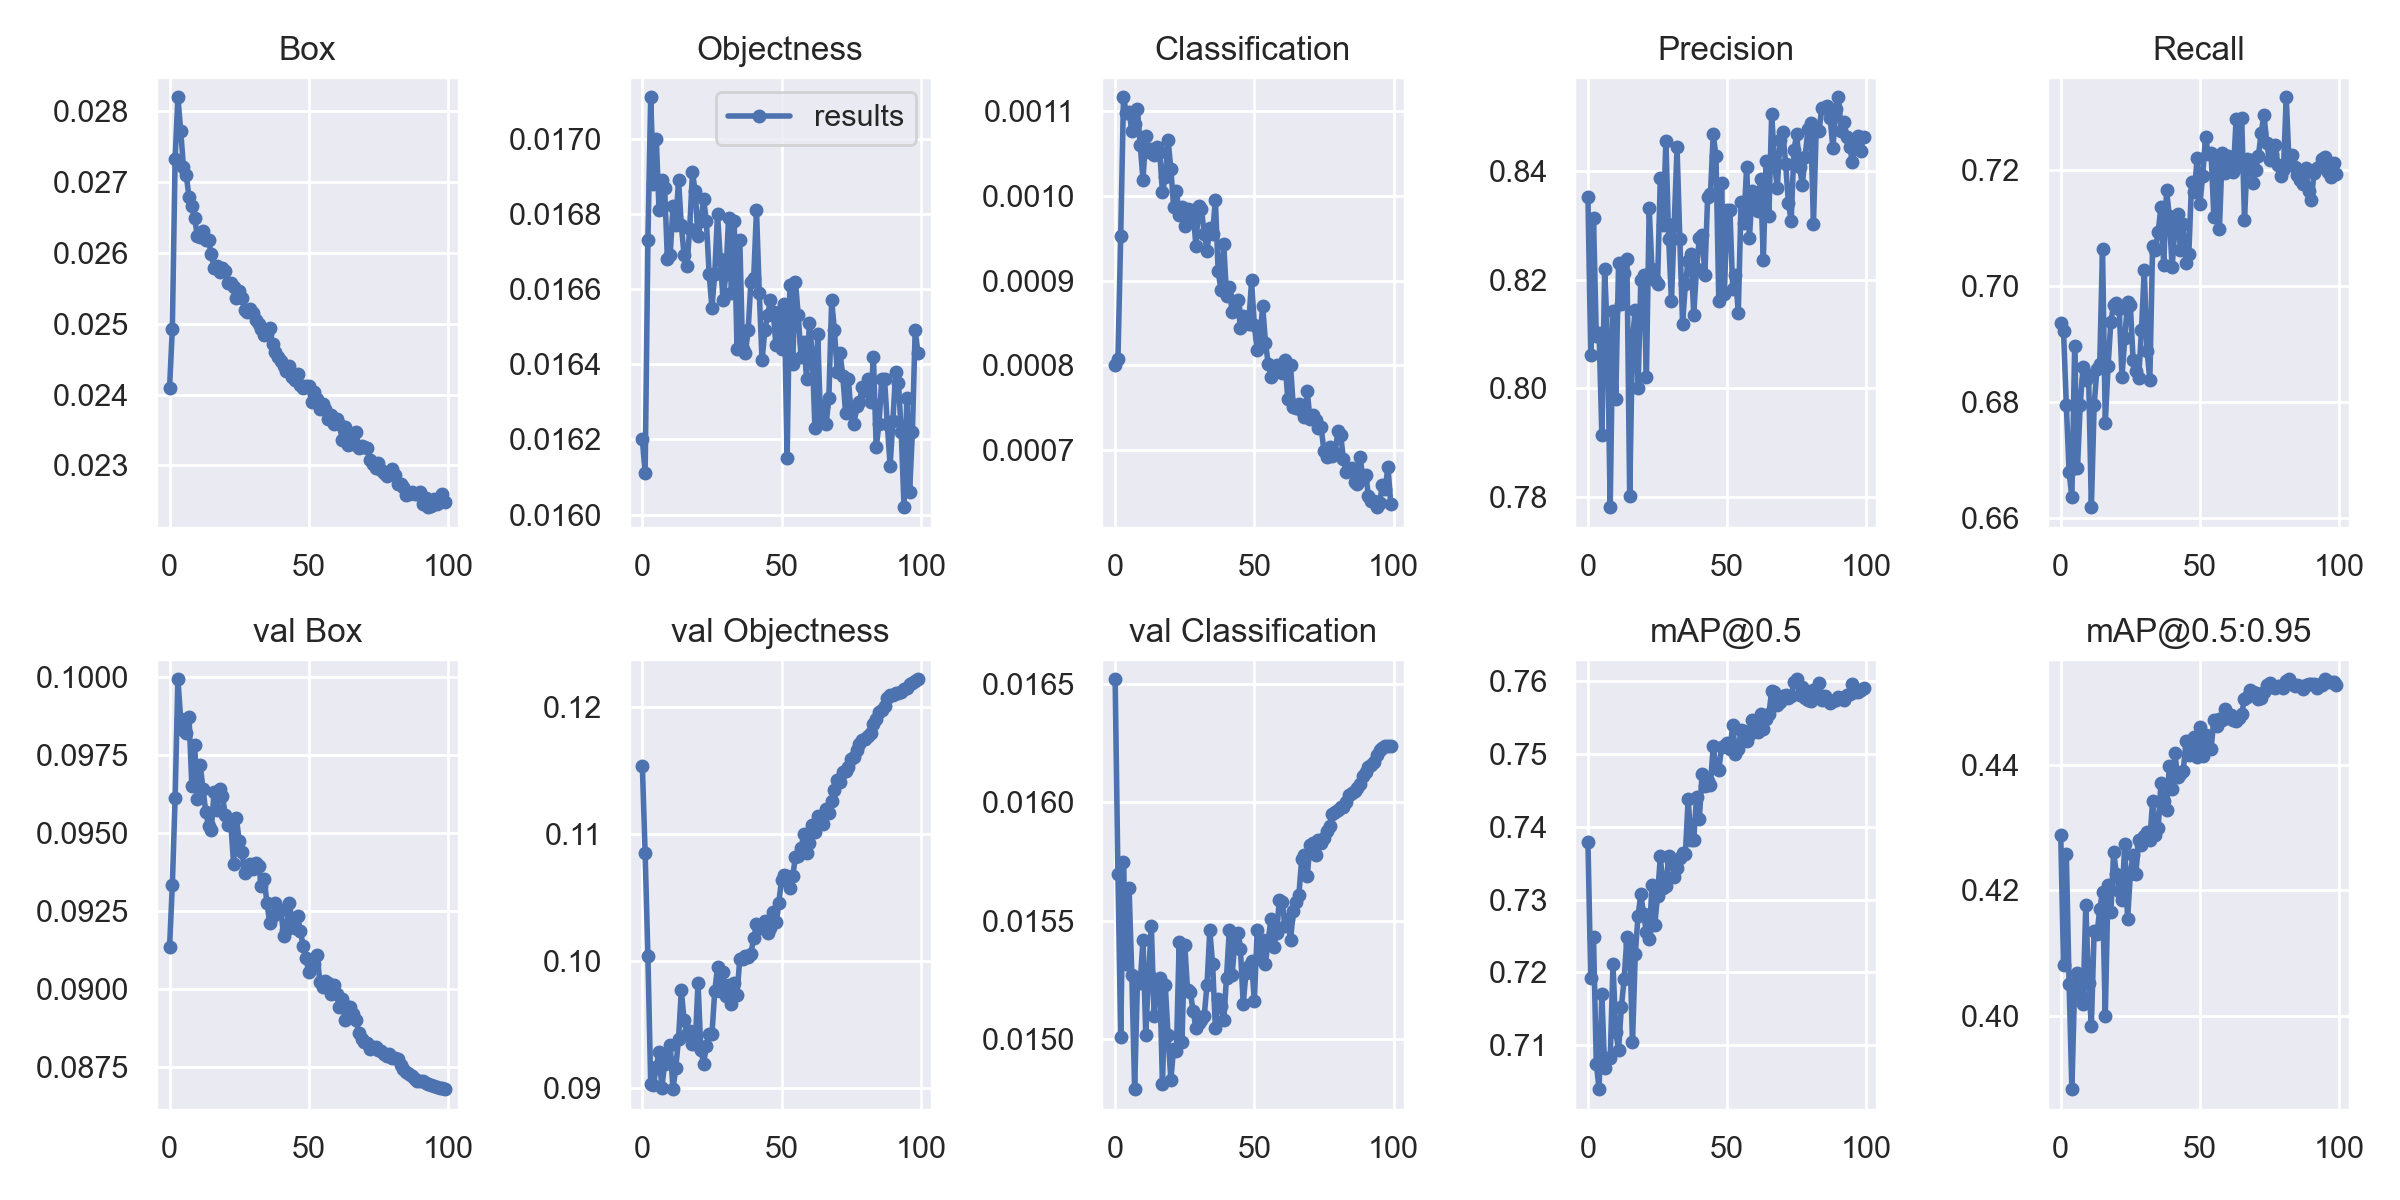 Box
Objectness
Classification
Precision
Recall
0.028
0.027
0.026
0.025
0.024
0.023
0 50 100
results
0.0170
0.0168
0.0166
0.0164
0.0162
0.0160
0 50 100
0.0011
0.0010
0.0009
0.0008
0.0007
0 50 100
0.84
0.82
0.80
0.78
0 50 100
0.72
0.70
0.68
0.66
0 50 100
val Box
val Objectness
val Classification
mAP@0.5
mAP@0.5:0.95
0.1000
0.0975
0.0950
0.0925
0.0900
0.0875
0 50 100
0.12
0.11
0.10
0.09
0 50 100
0.0165
0.0160
0.0155
0.0150
0 50 100
0.76
0.75
0.74
0.73
0.72
0.71
0 50 100
0.44
0.42
0.40
0 50 100